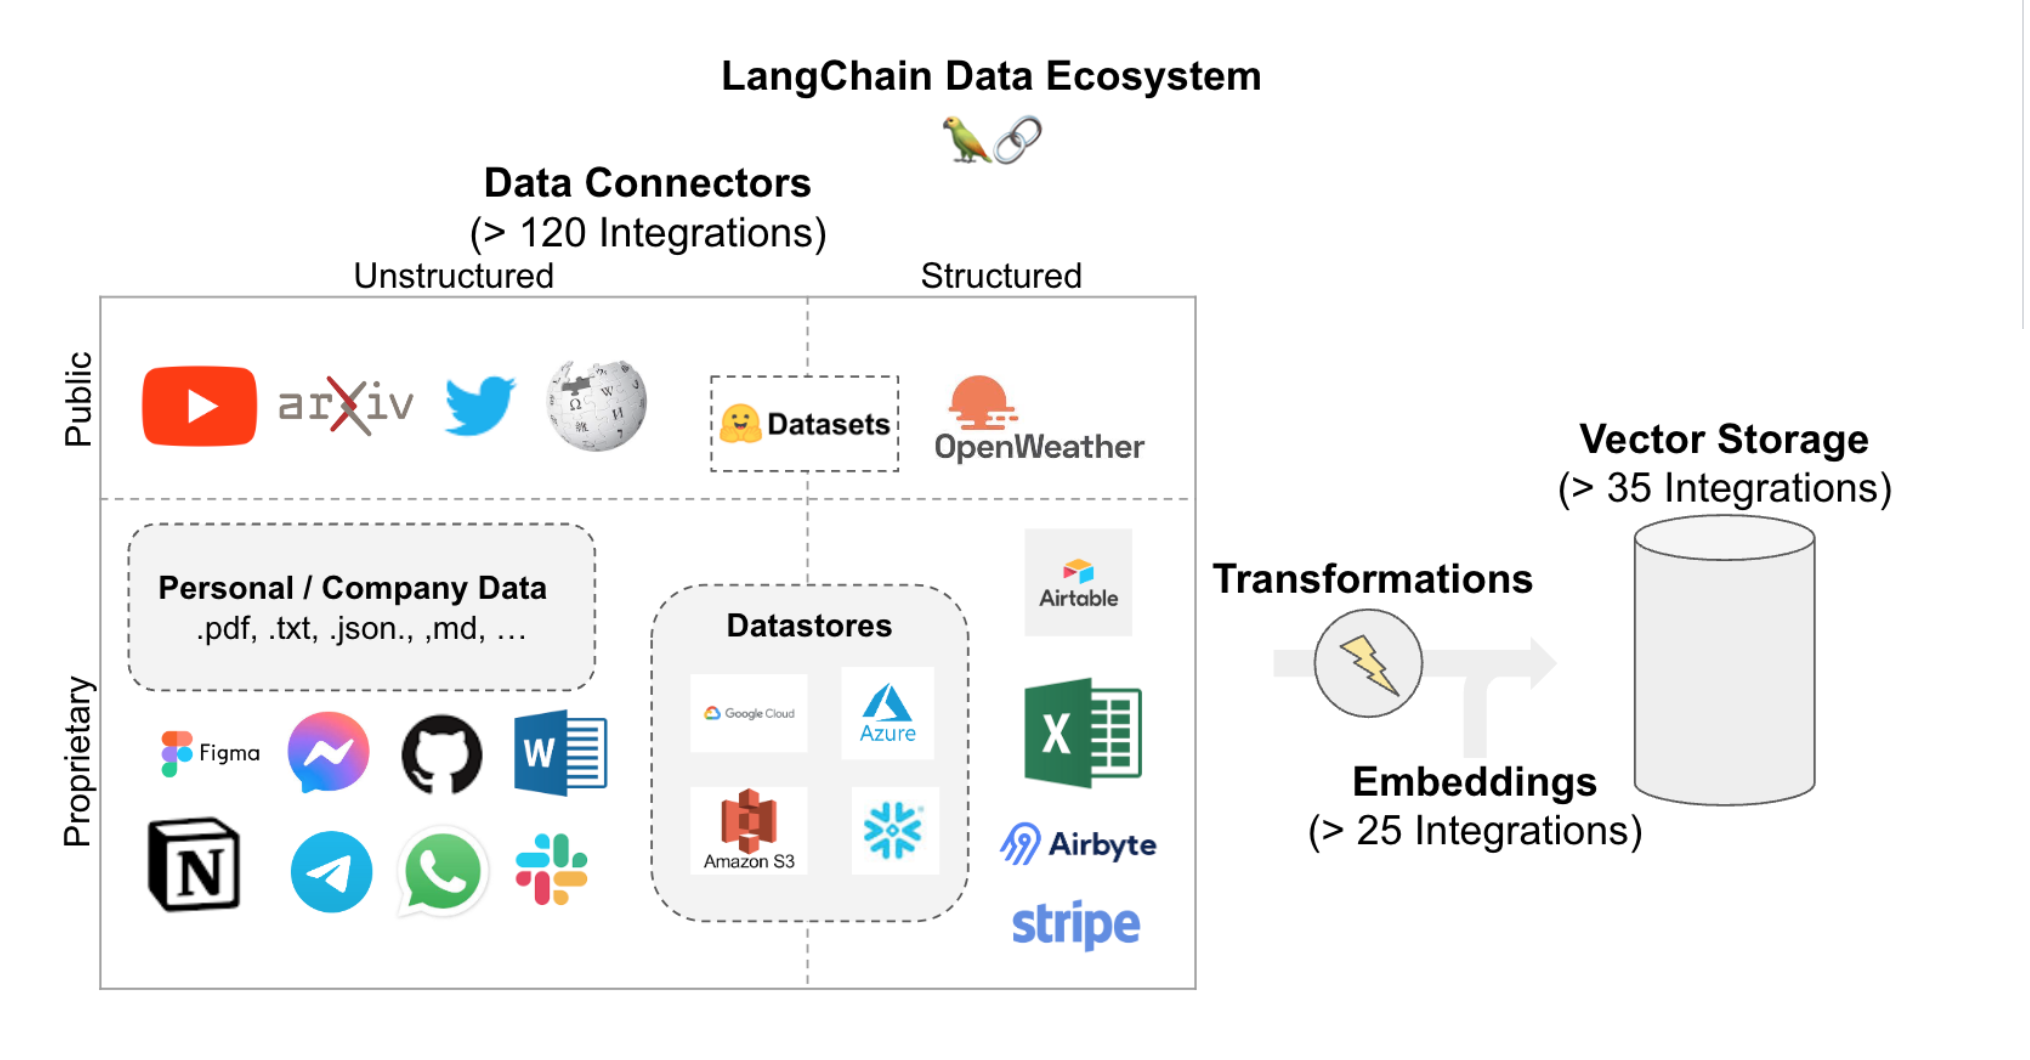 LangChain Data Ecosystem
Data Connectors
(> 120 Integrations)
Unstructured
Structured
Public
arXiv
W
Ω
И
維
Datasets
OpenWeather
Proprietary
Personal / Company Data
.pdf, .txt, .json., ,md, …
Figma
W
N
Datastores
Google Cloud
Azure
Amazon S3
Airtable
X
Airbyte
stripe
Transformations
Embeddings
(> 25 Integrations)
Vector Storage
(> 35 Integrations)